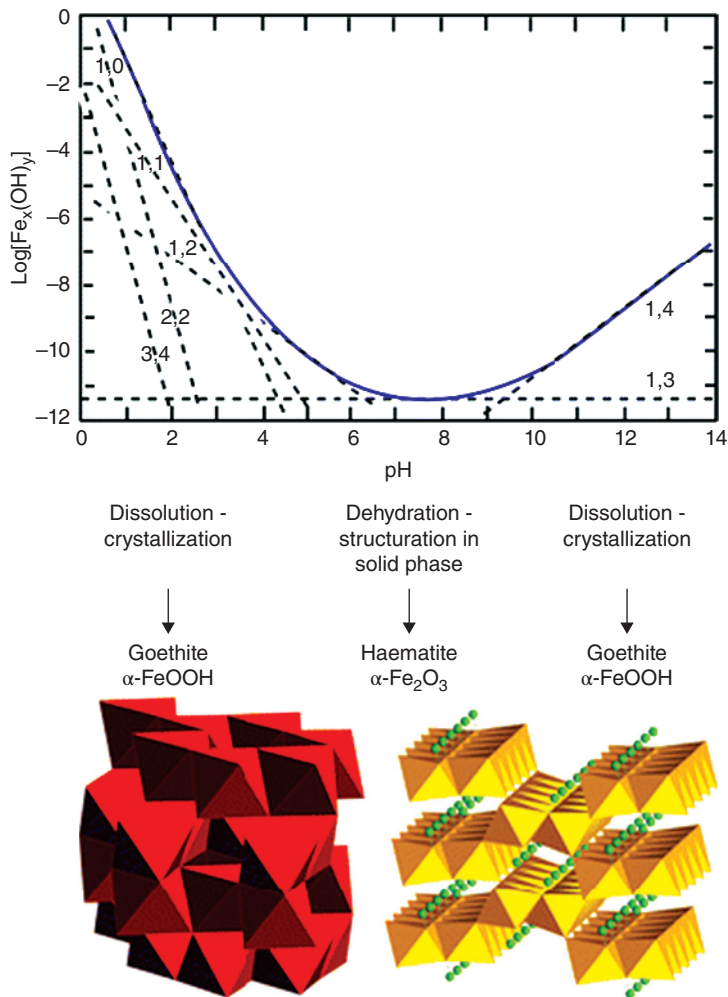 Log[Feₓ(OH)ᵧ]
0
–2
–4
–6
–8
–10
–12
1,0
1,1
1,2
2,2
3,4
1,4
1,3
0 2 4 6 8 10 12 14
pH
Dissolution -
crystallization
Dehydration -
structuration in
solid phase
Dissolution -
crystallization
Goethite
α-FeOOH
Haematite
α-Fe₂O₃
Goethite
α-FeOOH